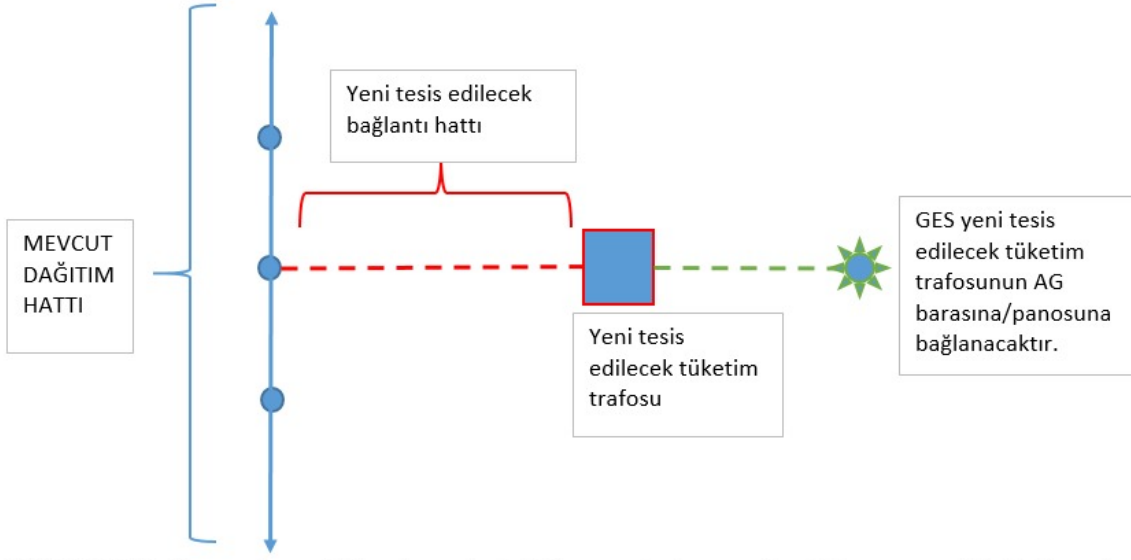 Yeni tesis edilecek
bağlantı hattı
MEVCUT
DAĞITIM
HATTI
GES yeni tesis
edilecek tüketim
trafosunun AG
barasına/panosuna
bağlanacaktır.
Yeni tesis
edilecek tüketim
trafosu